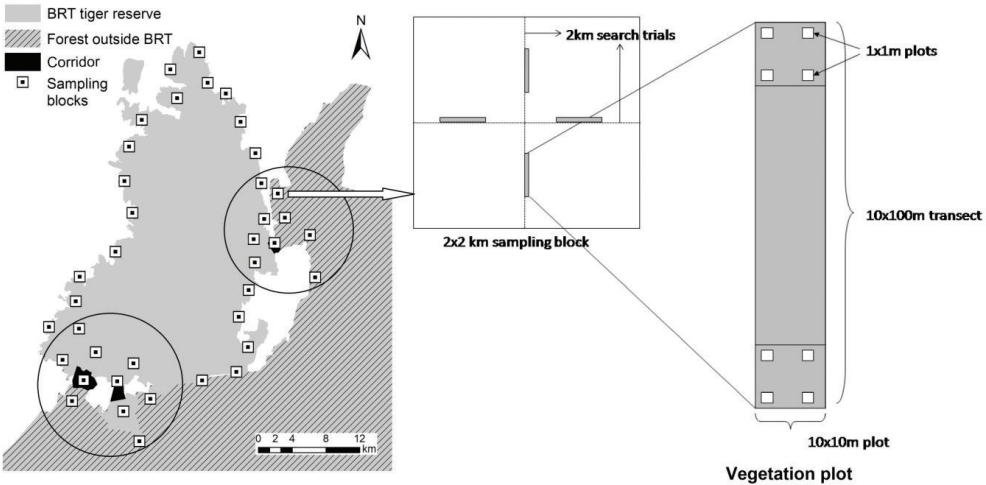 BRT tiger reserve
Forest outside BRT
Corridor
Sampling
blocks
N
0 2 4 8 12
km
2km search trials
2x2 km sampling block
1x1m plots
10x100m transect
10x10m plot
Vegetation plot